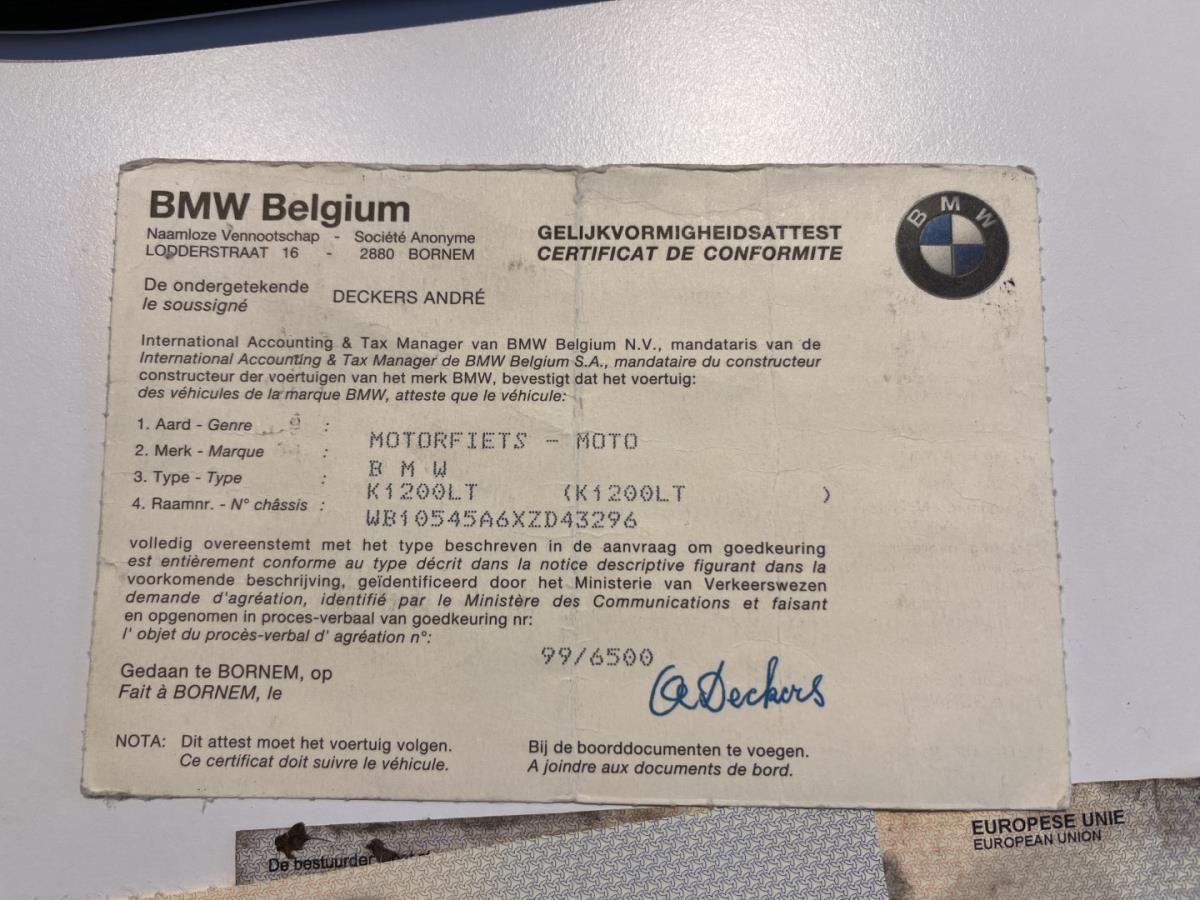 BMW Belgium
Naamloze Vennootschap - Société Anonyme
LODDERSTRAAT 16 - 2880 BORNEM
GELIJKVORMIGHEIDSATTEST
CERTIFICAT DE CONFORMITE
BMW
De ondergetekende
le soussigné
DECKERS ANDRÉ
International Accounting & Tax Manager van BMW Belgium N.V., mandataris van de
International Accounting & Tax Manager de BMW Belgium S.A., mandataire du constructeur
constructeur der voertuigen van het merk BMW, bevestigt dat het voertuig:
des véhicules de la marque BMW, atteste que le véhicule:
1. Aard - Genre : MOTORFIETS - MOTO
2. Merk - Marque : B M W
3. Type - Type : K1200LT (K1200LT )
4. Raamnr. - N° châssis : WB10545A6XZD43296
volledig overeenstemt met het type beschreven in de aanvraag om goedkeuring
est entièrement conforme au type décrit dans la notice descriptive figurant dans la
voorkomende beschrijving, geïdentificeerd door het Ministerie van Verkeerswezen
demande d'agréation, identifié par le Ministère des Communications et faisant
en opgenomen in proces-verbaal van goedkeuring nr:
l' objet du procès-verbal d' agréation n°:
99/6500
Gedaan te BORNEM, op
Fait à BORNEM, le
Deckers
NOTA: Dit attest moet het voertuig volgen.
Ce certificat doit suivre le véhicule.
Bij de boorddocumenten te voegen.
A joindre aux documents de bord.
EUROPESE UNIE
EUROPEAN UNION
De bestuurder